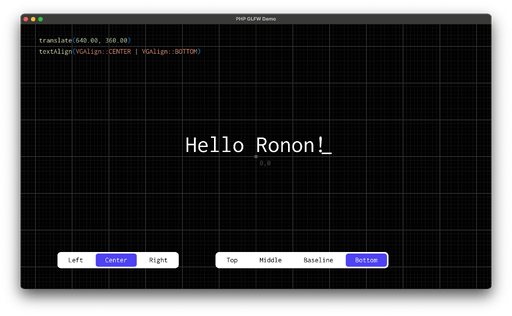 PHP GLFW Demo
translate(640.00, 360.00)
textAlign(VGAlign::CENTER | VGAlign::BOTTOM)
Hello Ronon!_
0,0
Left Center Right Top Middle Baseline Bottom